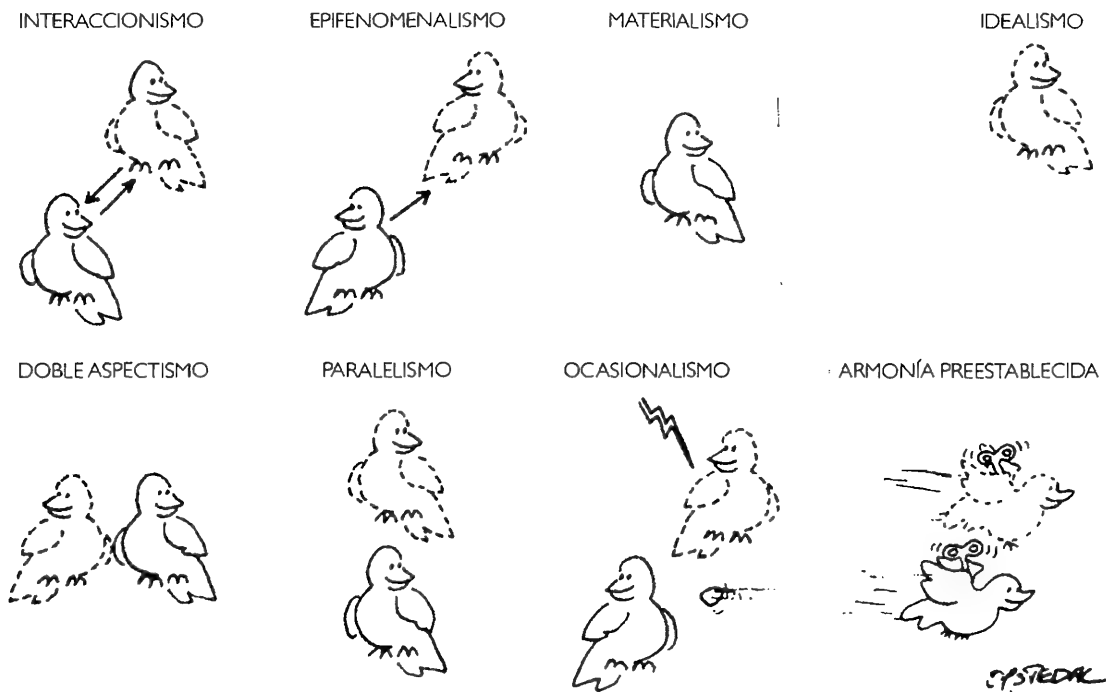 INTERACCIONISMO
EPIFENOMENALISMO
MATERIALISMO
IDEALISMO
DOBLE ASPECTISMO
PARALELISMO
OCASIONALISMO
ARMONÍA PREESTABLECIDA